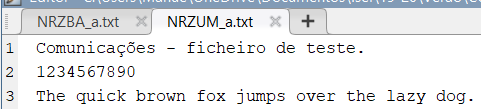 NRZBA_a.txt NRZUM_a.txt
1 Comunicações - ficheiro de teste.
2 1234567890
3 The quick brown fox jumps over the lazy dog.